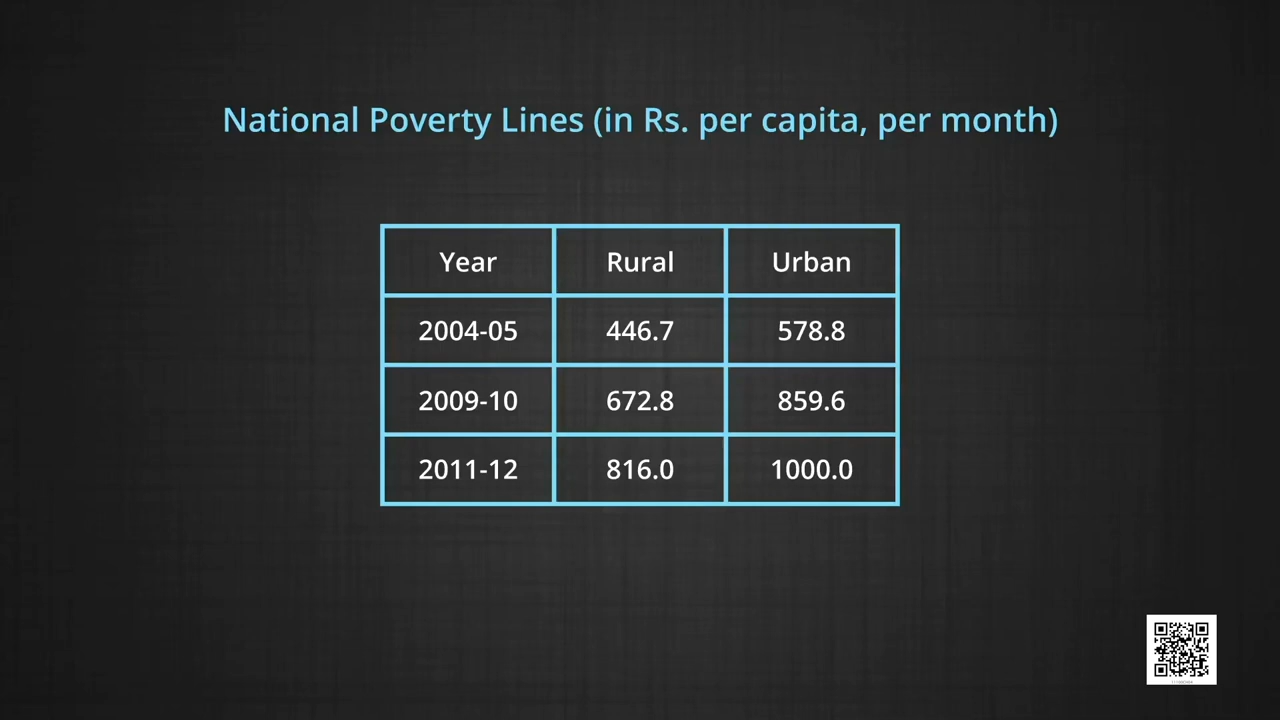 National Poverty Lines (in Rs. per capita, per month)
Year Rural Urban
2004-05 446.7 578.8
2009-10 672.8 859.6
2011-12 816.0 1000.0